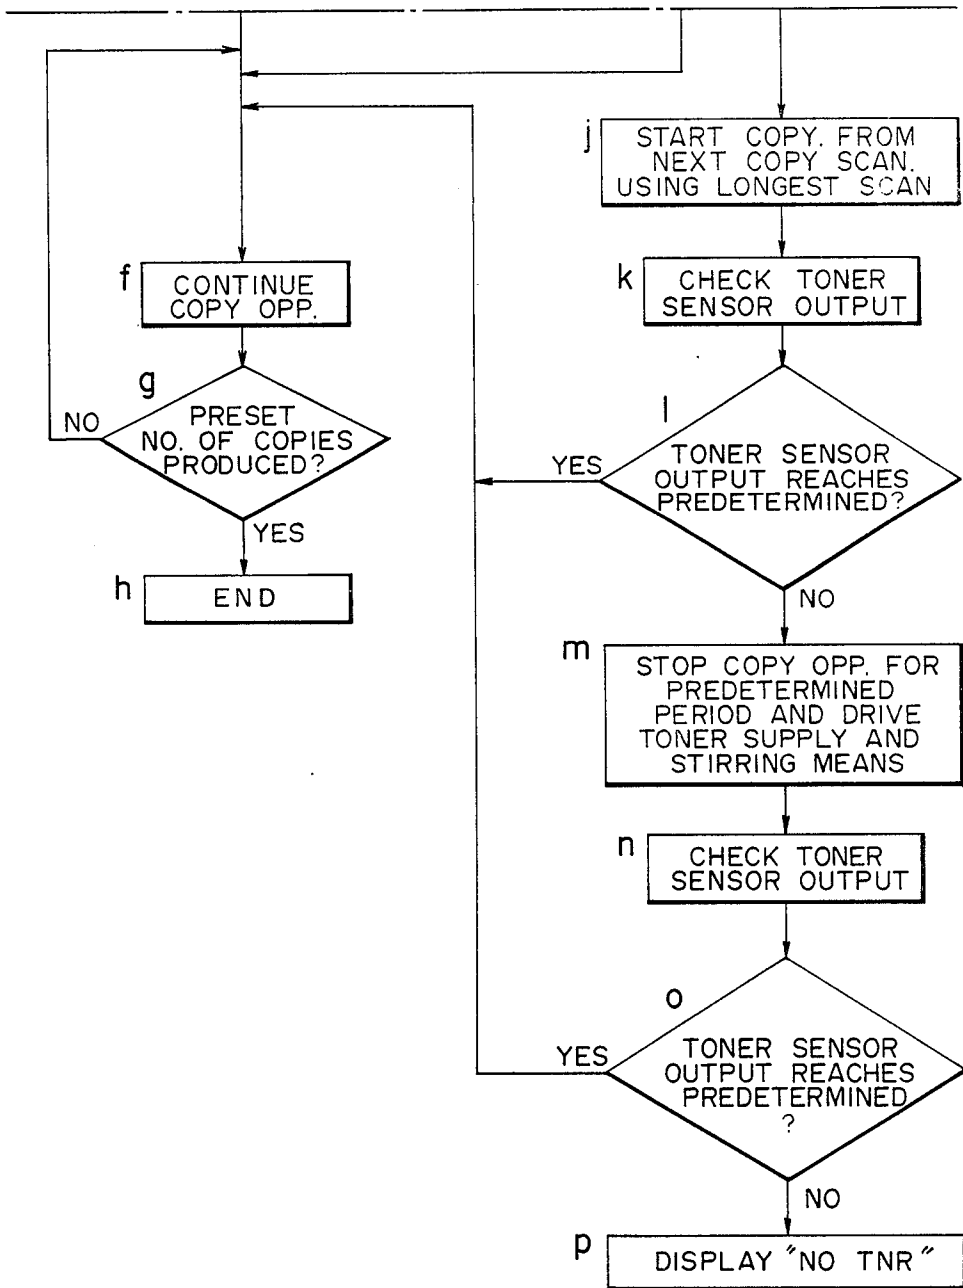 f
CONTINUE
COPY OPP.
g
PRESET
NO. OF COPIES
PRODUCED?
NO
YES
h
END
j
START COPY. FROM
NEXT COPY SCAN.
USING LONGEST SCAN
k
CHECK TONER
SENSOR OUTPUT
l
TONER SENSOR
OUTPUT REACHES
PREDETERMINED?
YES
NO
m
STOP COPY OPP. FOR
PREDETERMINED
PERIOD AND DRIVE
TONER SUPPLY AND
STIRRING MEANS
n
CHECK TONER
SENSOR OUTPUT
o
TONER SENSOR
OUTPUT REACHES
PREDETERMINED
?
YES
NO
p
DISPLAY "NO TNR"